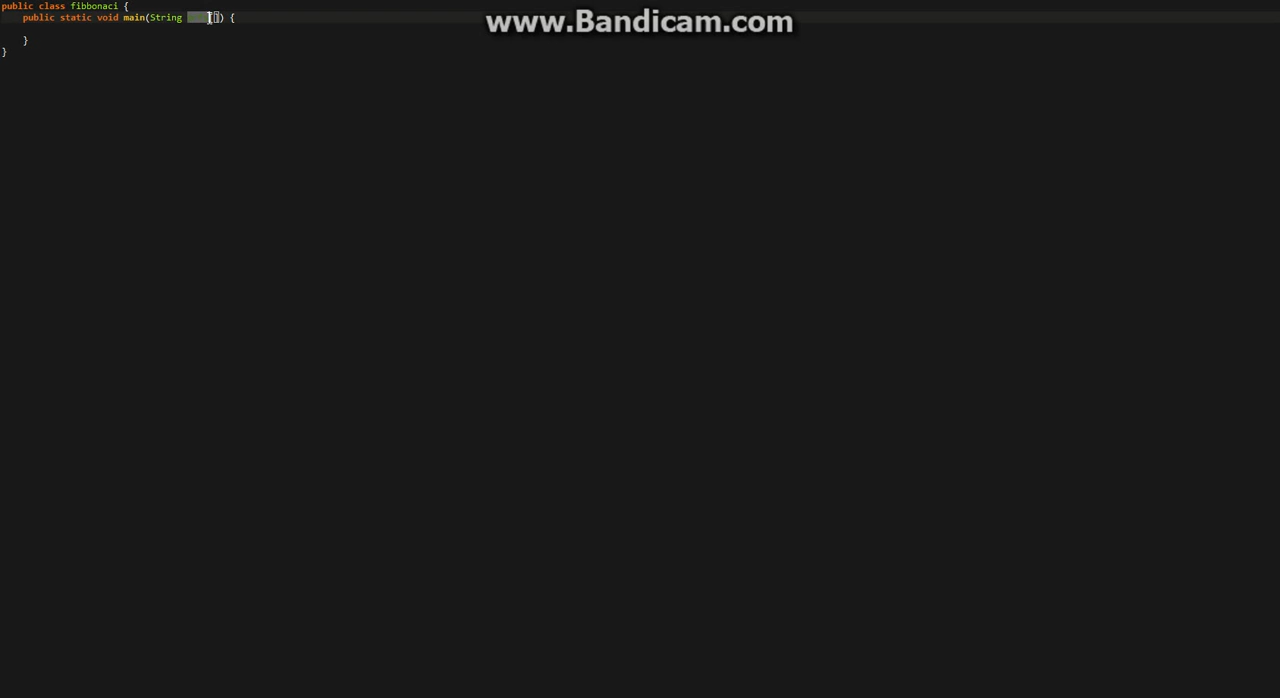 public class fibbonaci {
www.Bandicam.com
public static void main(String []) {
}
}